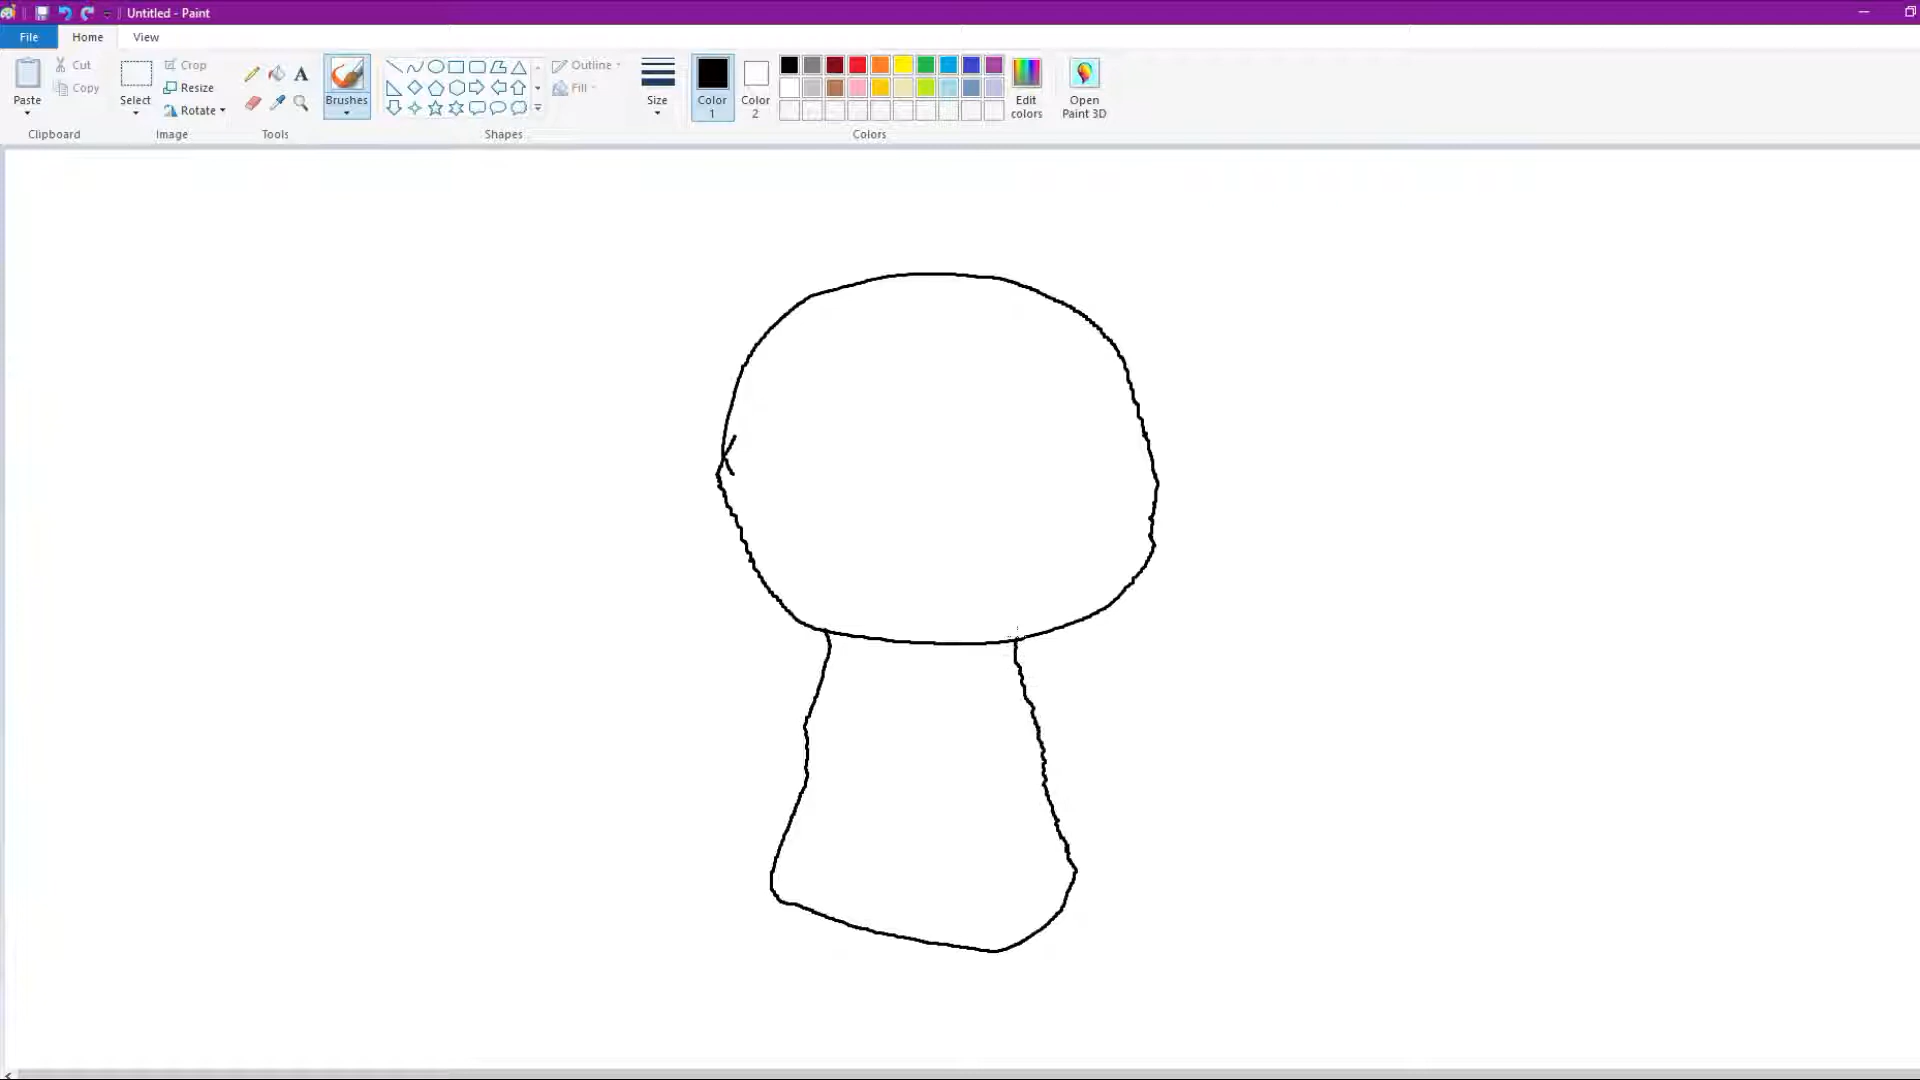 Untitled - Paint
File Home View
Paste
Cut
Copy
Clipboard
Select
Crop
Resize
Rotate
Image
A
Tools
Brushes
Shapes
Outline
Fill
Size
Color 1
Color 2
Colors
Edit colors
Open Paint 3D